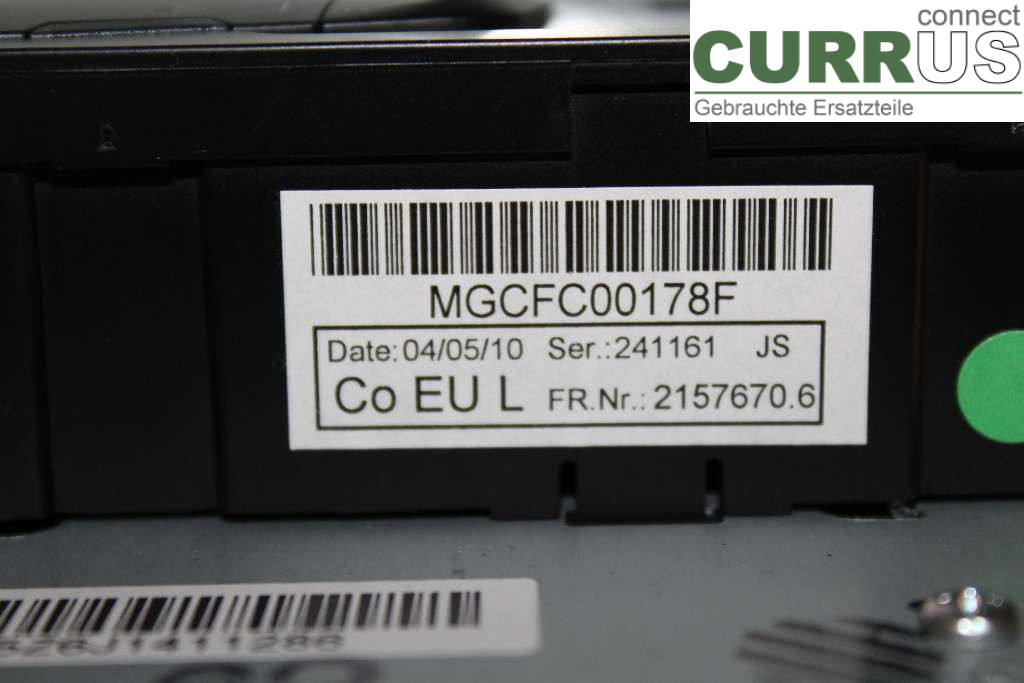 connect
CURRUS
Gebrauchte Ersatzteile
MGCFC00178F
Date: 04/05/10 Ser.: 241161 JS
Co EU L FR.Nr.: 2157670.6